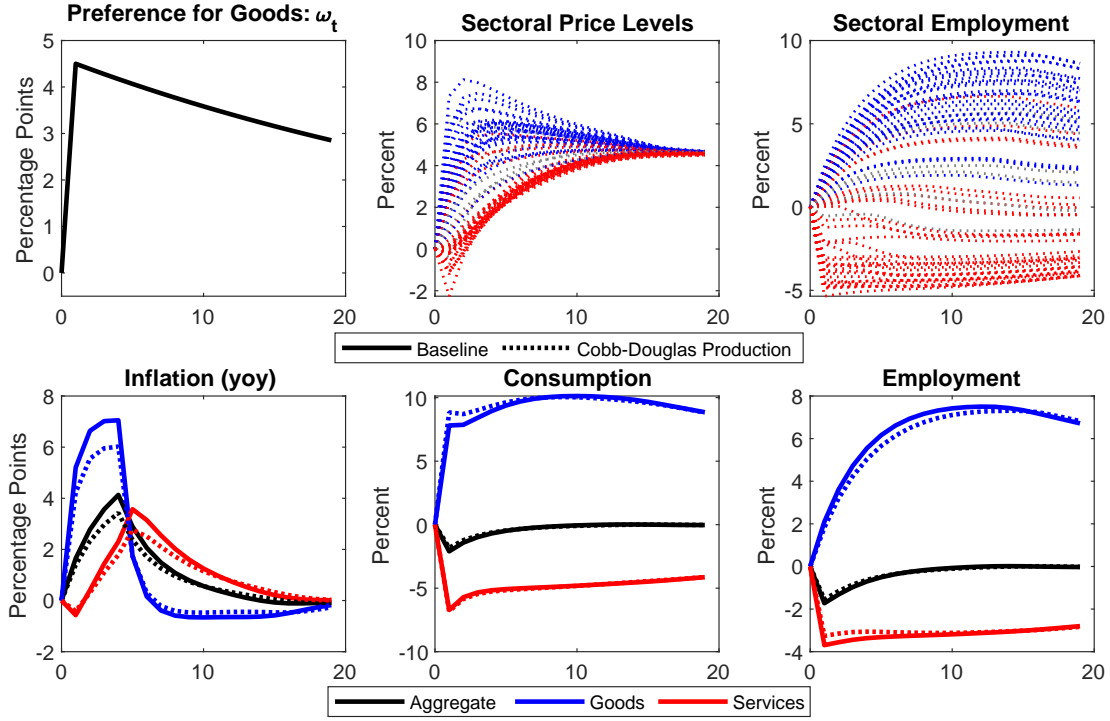 Preference for Goods: ωt
Sectoral Price Levels
Sectoral Employment
Percentage Points
5
4
3
2
1
0
0 10 20
Percent
10
8
6
4
2
0
-2
0 10 20
Percent
10
5
0
-5
0 10 20
Baseline Cobb-Douglas Production
Inflation (yoy)
Consumption
Employment
Percentage Points
8
6
4
2
0
-2
0 10 20
Percent
10
5
0
-5
-10
0 10 20
Percent
8
6
4
2
0
-2
-4
0 10 20
Aggregate Goods Services